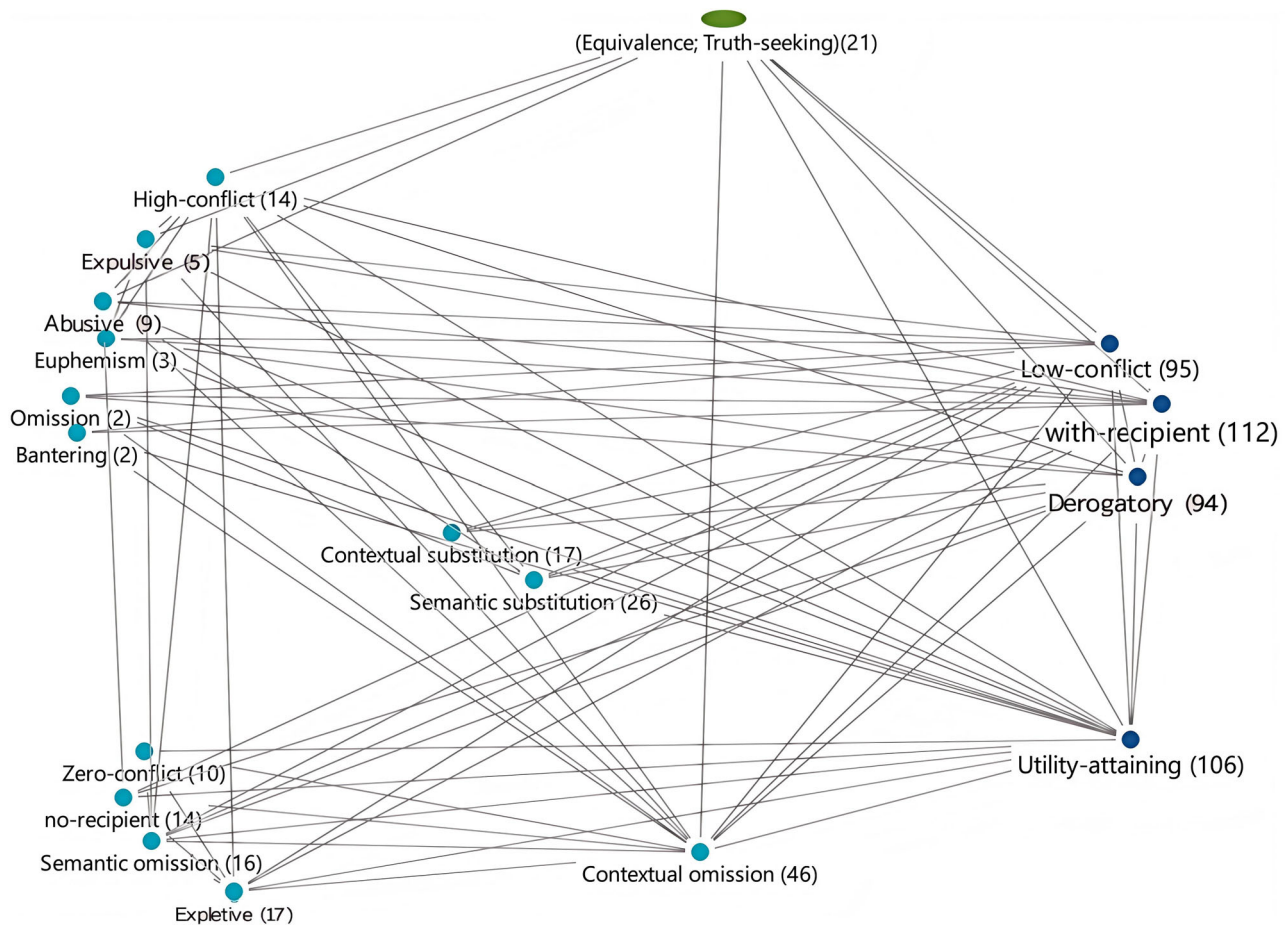 (Equivalence; Truth-seeking)(21)
High-conflict (14)
Expulsive (5)
Abusive (9)
Euphemism (3)
Low-conflict (95)
Omission (2)
with-recipient (112)
Bantering (2)
Derogatory (94)
Contextual substitution (17)
Semantic substitution (26)
Utility-attaining (106)
Zero-conflict (10)
no-recipient (14)
Semantic omission (16)
Contextual omission (46)
Expletive (17)